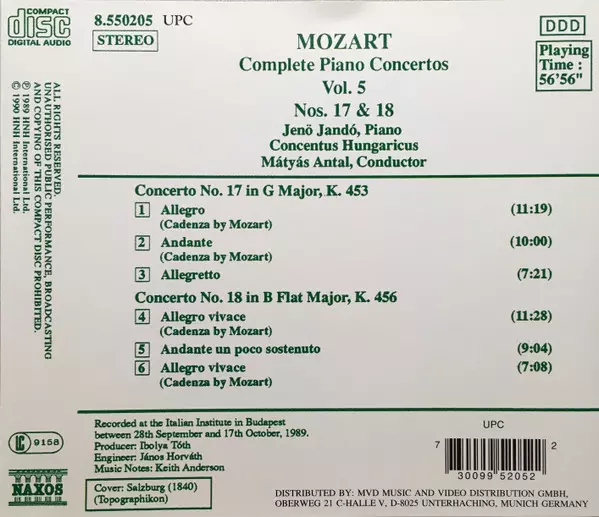 COMPACT
disc
DIGITAL AUDIO
8.550205 UPC
STEREO
DDD
Playing
Time :
56'56"
MOZART
Complete Piano Concertos
Vol. 5
Nos. 17 & 18
Jenö Jandó, Piano
Concentus Hungaricus
Mátyás Antal, Conductor
ALL RIGHTS RESERVED.
UNAUTHORISED PUBLIC PERFORMANCE, BROADCASTING
AND COPYING OF THIS COMPACT DISC PROHIBITED.
℗ 1989 HNH International Ltd.
© 1990 HNH International Ltd.
Concerto No. 17 in G Major, K. 453
1 Allegro (11:19)
(Cadenza by Mozart)
2 Andante (10:00)
(Cadenza by Mozart)
3 Allegretto (7:21)
Concerto No. 18 in B Flat Major, K. 456
4 Allegro vivace (11:28)
(Cadenza by Mozart)
5 Andante un poco sostenuto (9:04)
6 Allegro vivace (7:08)
(Cadenza by Mozart)
LC 9158
NAXOS
Recorded at the Italian Institute in Budapest
between 28th September and 17th October, 1989.
Producer: Ibolya Tóth
Engineer: János Horváth
Music Notes: Keith Anderson
Cover: Salzburg (1840)
(Topographikon)
UPC
7 30099 52052 2
DISTRIBUTED BY: MVD MUSIC AND VIDEO DISTRIBUTION GMBH,
OBERWEG 21 C-HALLE V, D-8025 UNTERHACHING, MUNICH GERMANY